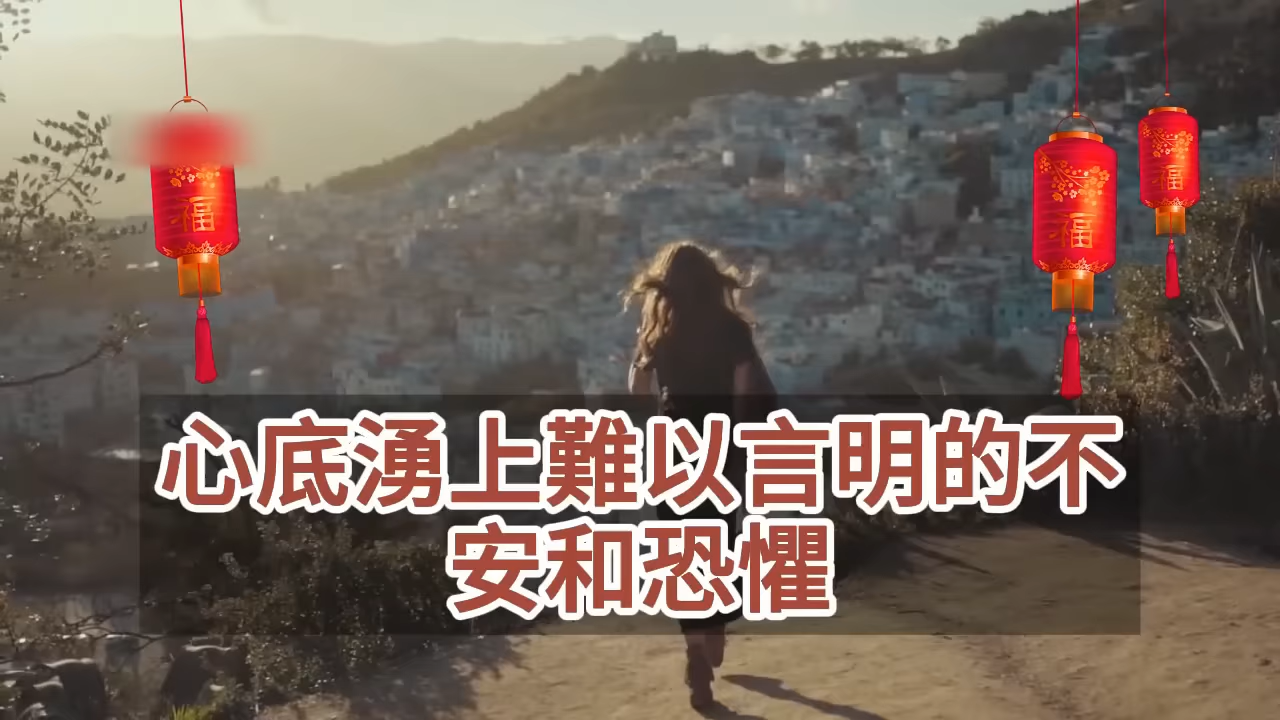 福
福
福
心底湧上難以言明的不
安和恐懼